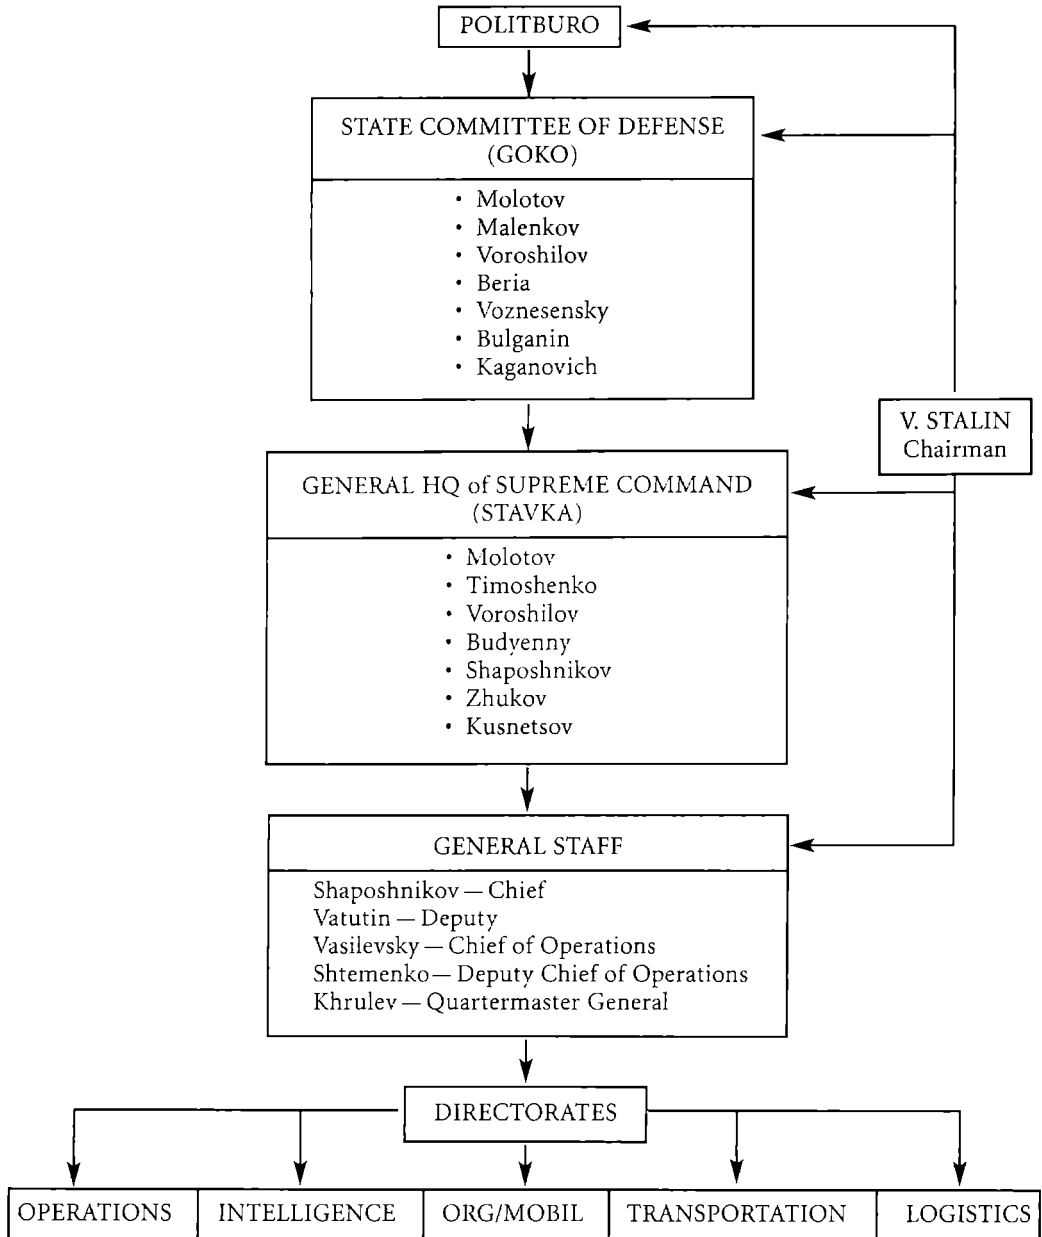 POLITBURO
STATE COMMITTEE OF DEFENSE
(GOKO)
· Molotov
· Malenkov
· Voroshilov
· Beria
· Voznesensky
· Bulganin
· Kaganovich
V. STALIN
Chairman
GENERAL HQ of SUPREME COMMAND
(STAVKA)
· Molotov
· Timoshenko
· Voroshilov
· Budyenny
· Shaposhnikov
· Zhukov
· Kusnetsov
GENERAL STAFF
Shaposhnikov — Chief
Vatutin — Deputy
Vasilevsky — Chief of Operations
Shtemenko — Deputy Chief of Operations
Khrulev — Quartermaster General
DIRECTORATES
OPERATIONS INTELLIGENCE ORG/MOBIL TRANSPORTATION LOGISTICS